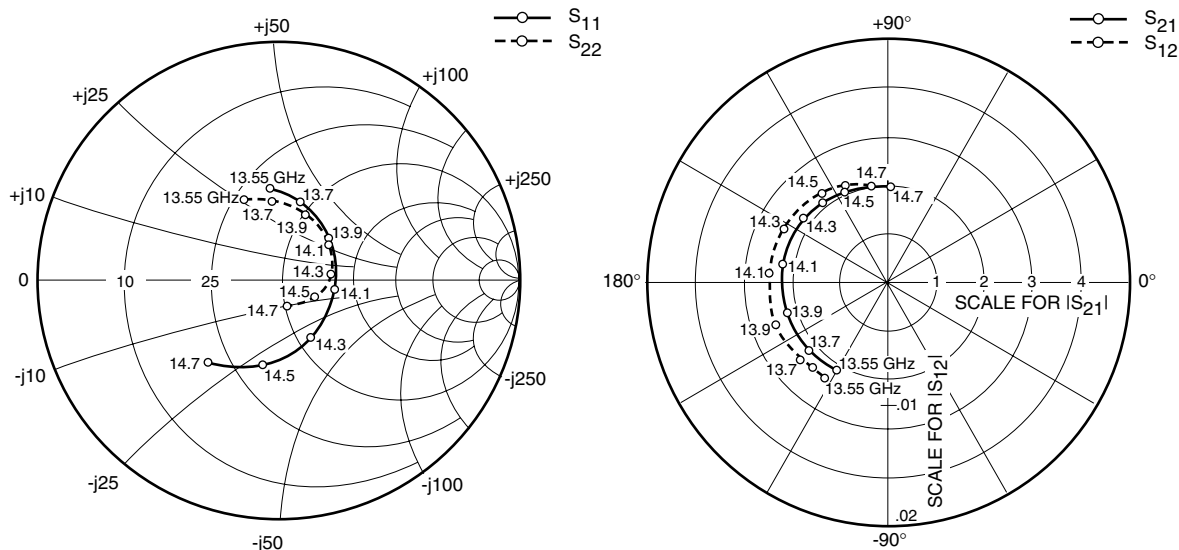 S11
S22
+j50
+j25
+j100
+j10
+j250
0
10
25
-j10
-j250
-j25
-j100
-j50
13.55 GHz
13.7
13.55 GHz
13.7
13.9
13.9
14.1
14.3
14.5
14.1
14.7
14.3
14.7
14.5
S21
S12
+90°
180°
0°
-90°
14.7
14.5
14.5
14.7
14.3
14.3
14.1
14.1
13.9
13.9
13.7
13.7
13.55 GHz
13.55 GHz
1
2
3
4
SCALE FOR |S21|
SCALE FOR |S12|
.01
.02